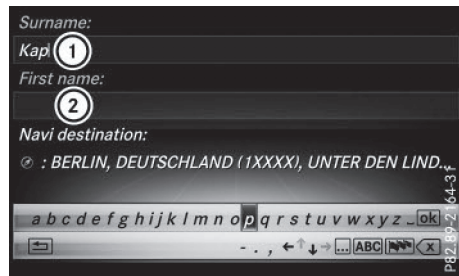 Surname:
Kap
1
First name:
2
Navi destination:
: BERLIN, DEUTSCHLAND (1XXXX), UNTER DEN LIND...
a b c d e f g h i j k l m n o p q r s t u v w x y z _ ok
- . , ← ↑ ↓ → ... ABC X
P82.89-2164-31